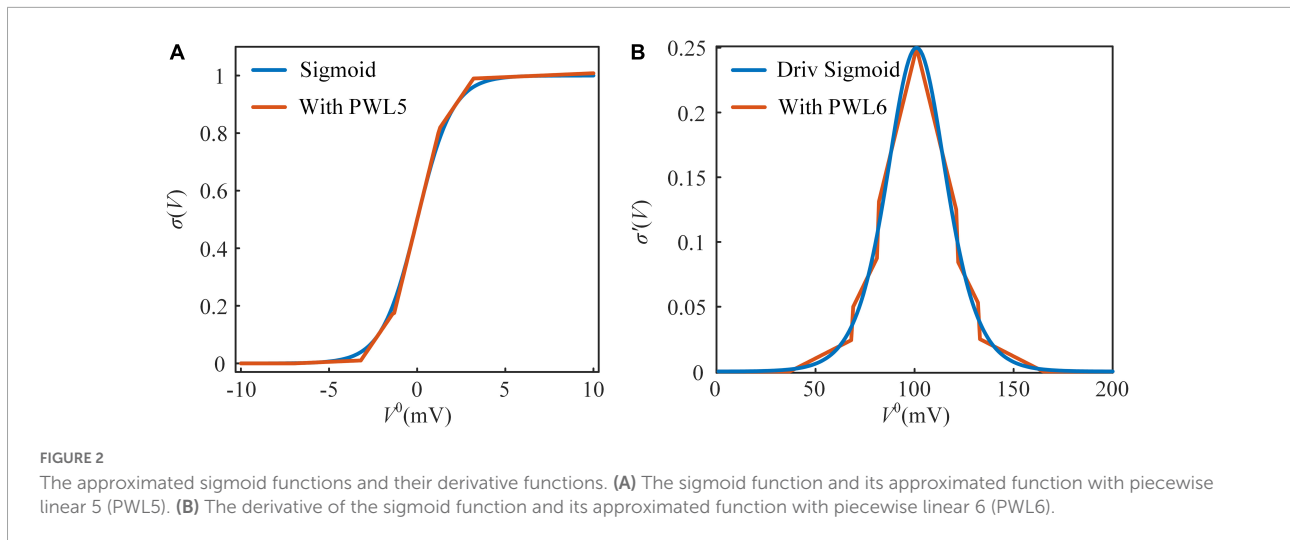 A
Sigmoid
With PWL5
1
0.8
0.6
0.4
0.2
0
σ(V)
-10 -5 0 5 10
V⁰(mV)
B
Driv Sigmoid
With PWL6
0.25
0.2
0.15
0.1
0.05
0
σ'(V)
0 50 100 150 200
V⁰(mV)
FIGURE 2
The approximated sigmoid functions and their derivative functions. (A) The sigmoid function and its approximated function with piecewise
linear 5 (PWL5). (B) The derivative of the sigmoid function and its approximated function with piecewise linear 6 (PWL6).